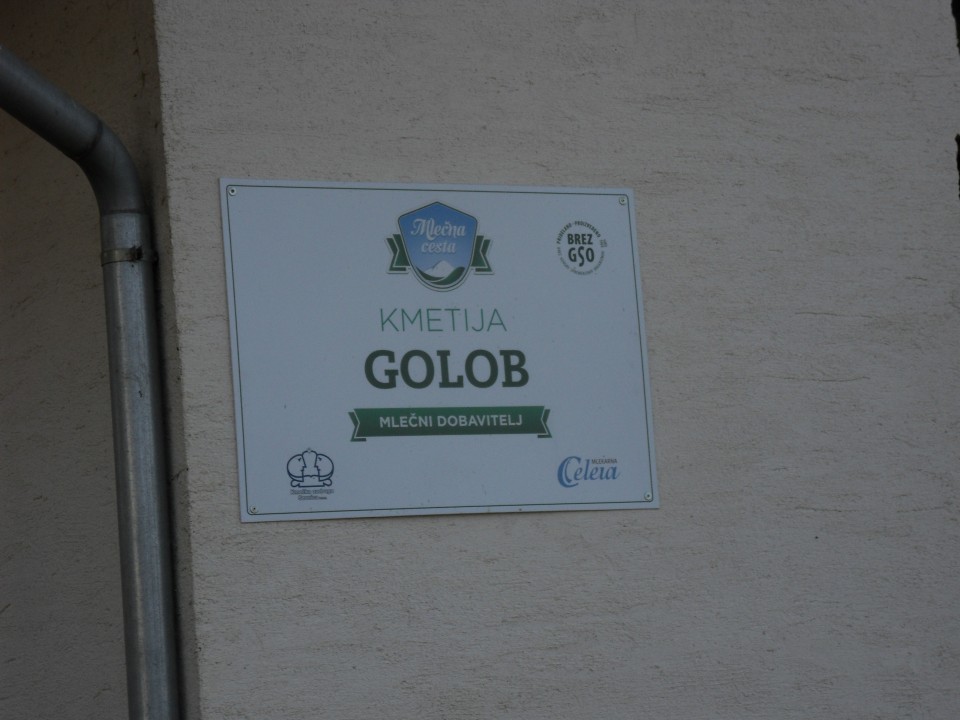 Mlečna
cesta
BREZ
GSO
KMETIJA
GOLOB
MLEČNI DOBAVITELJ
MLEKARNA
Celeia